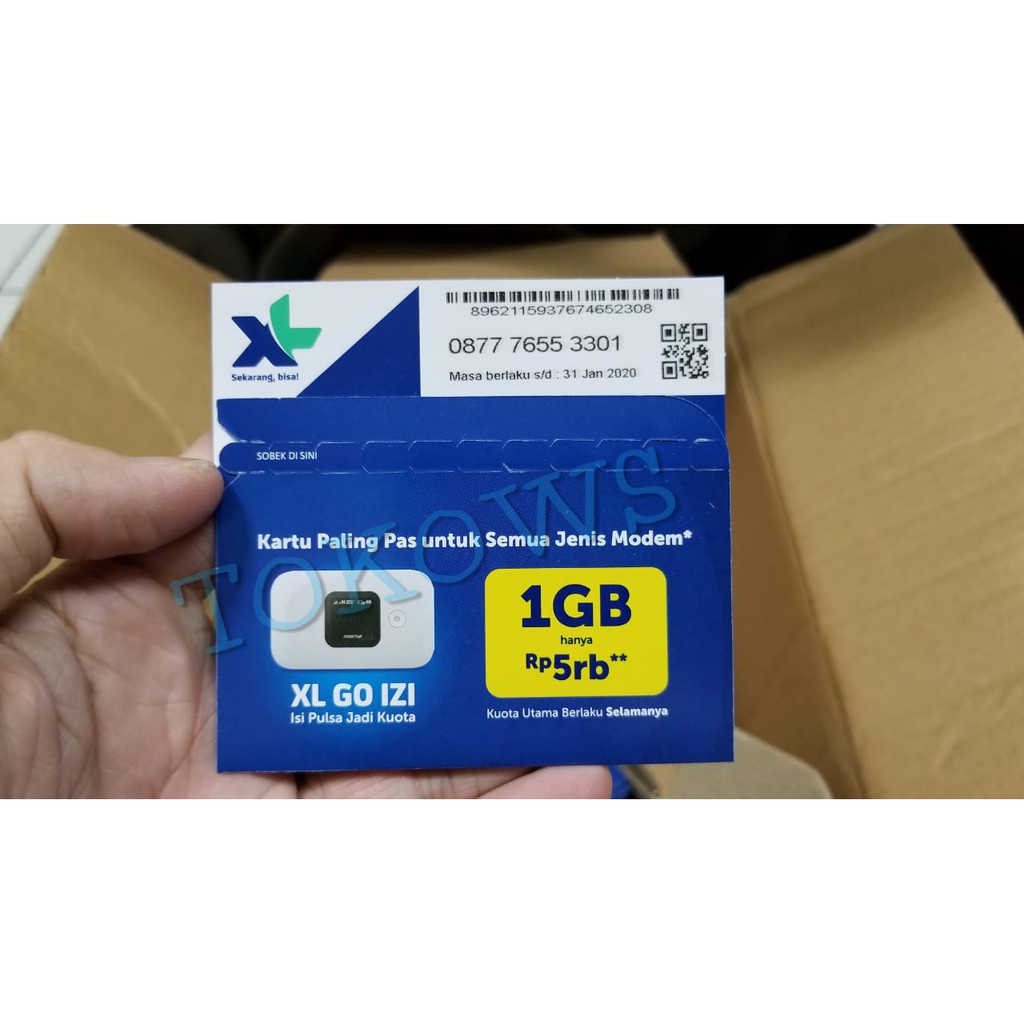 XL
Sekarang, bisa!
8962115937674652308
0877 7655 3301
Masa berlaku s/d : 31 Jan 2020
SOBEK DI SINI
TOKOWS
Kartu Paling Pas untuk Semua Jenis Modem*
XL GO IZI
Isi Pulsa Jadi Kuota
1GB
hanya
Rp5rb**
Kuota Utama Berlaku Selamanya